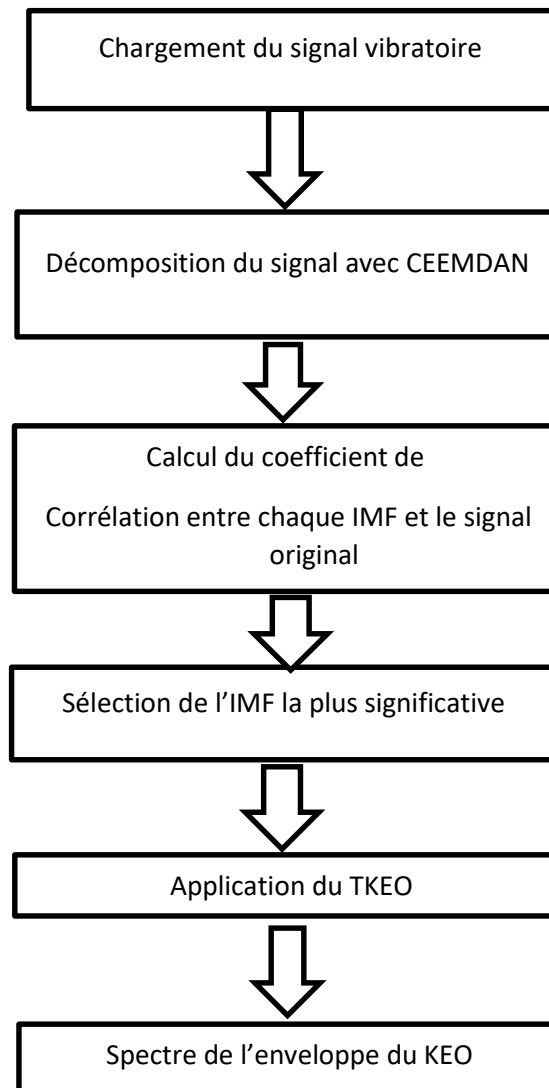 Chargement du signal vibratoire
Décomposition du signal avec CEEMDAN
Calcul du coefficient de
Corrélation entre chaque IMF et le signal
original
Sélection de l’IMF la plus significative
Application du TKEO
Spectre de l’enveloppe du KEO